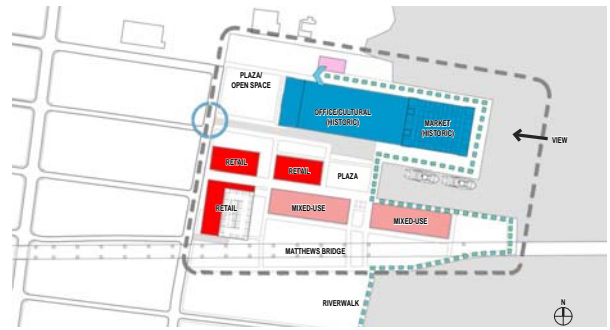 PLAZA/
OPEN SPACE
OFFICE/CULTURAL
(HISTORIC)
MARKET
(HISTORIC)
VIEW
RETAIL
RETAIL
PLAZA
RETAIL
MIXED-USE
MIXED-USE
MATTHEWS BRIDGE
RIVERWALK
N